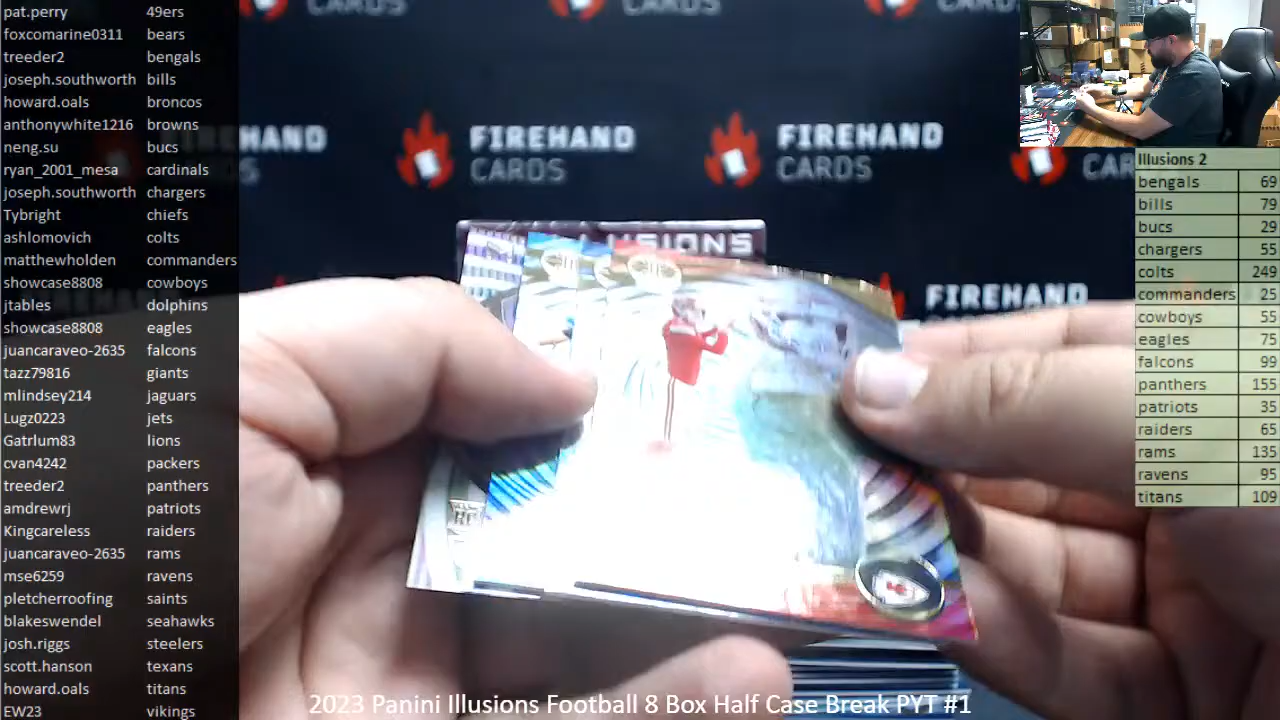 pat.perry 49ers
foxcomarine0311 bears
treeder2 bengals
joseph.southworth bills
howard.oals broncos
anthonywhite1216 browns
neng.su bucs
ryan_2001_mesa cardinals
joseph.southworth chargers
Tybright chiefs
ashlomovich colts
matthewholden commanders
showcase8808 cowboys
jtables dolphins
showcase8808 eagles
juancaraveo-2635 falcons
tazz79816 giants
mlindsey214 jaguars
Lugz0223 jets
Gatrlum83 lions
cvan4242 packers
treeder2 panthers
amdrewrj patriots
Kingcareless raiders
juancaraveo-2635 rams
mse6259 ravens
pletcherroofing saints
blakeswendel seahawks
josh.riggs steelers
scott.hanson texans
howard.oals titans
EW23 vikings
CARDS
CARDS
FIREHAND
CARDS
FIREHAND
CARDS
FIREHAND
ILLUSIONS
Illusions 2
bengals 69
bills 79
bucs 29
chargers 55
colts 249
commanders 25
cowboys 55
eagles 75
falcons 99
panthers 155
patriots 35
raiders 65
rams 135
ravens 95
titans 109
2023 Panini Illusions Football 8 Box Half Case Break PYT #1